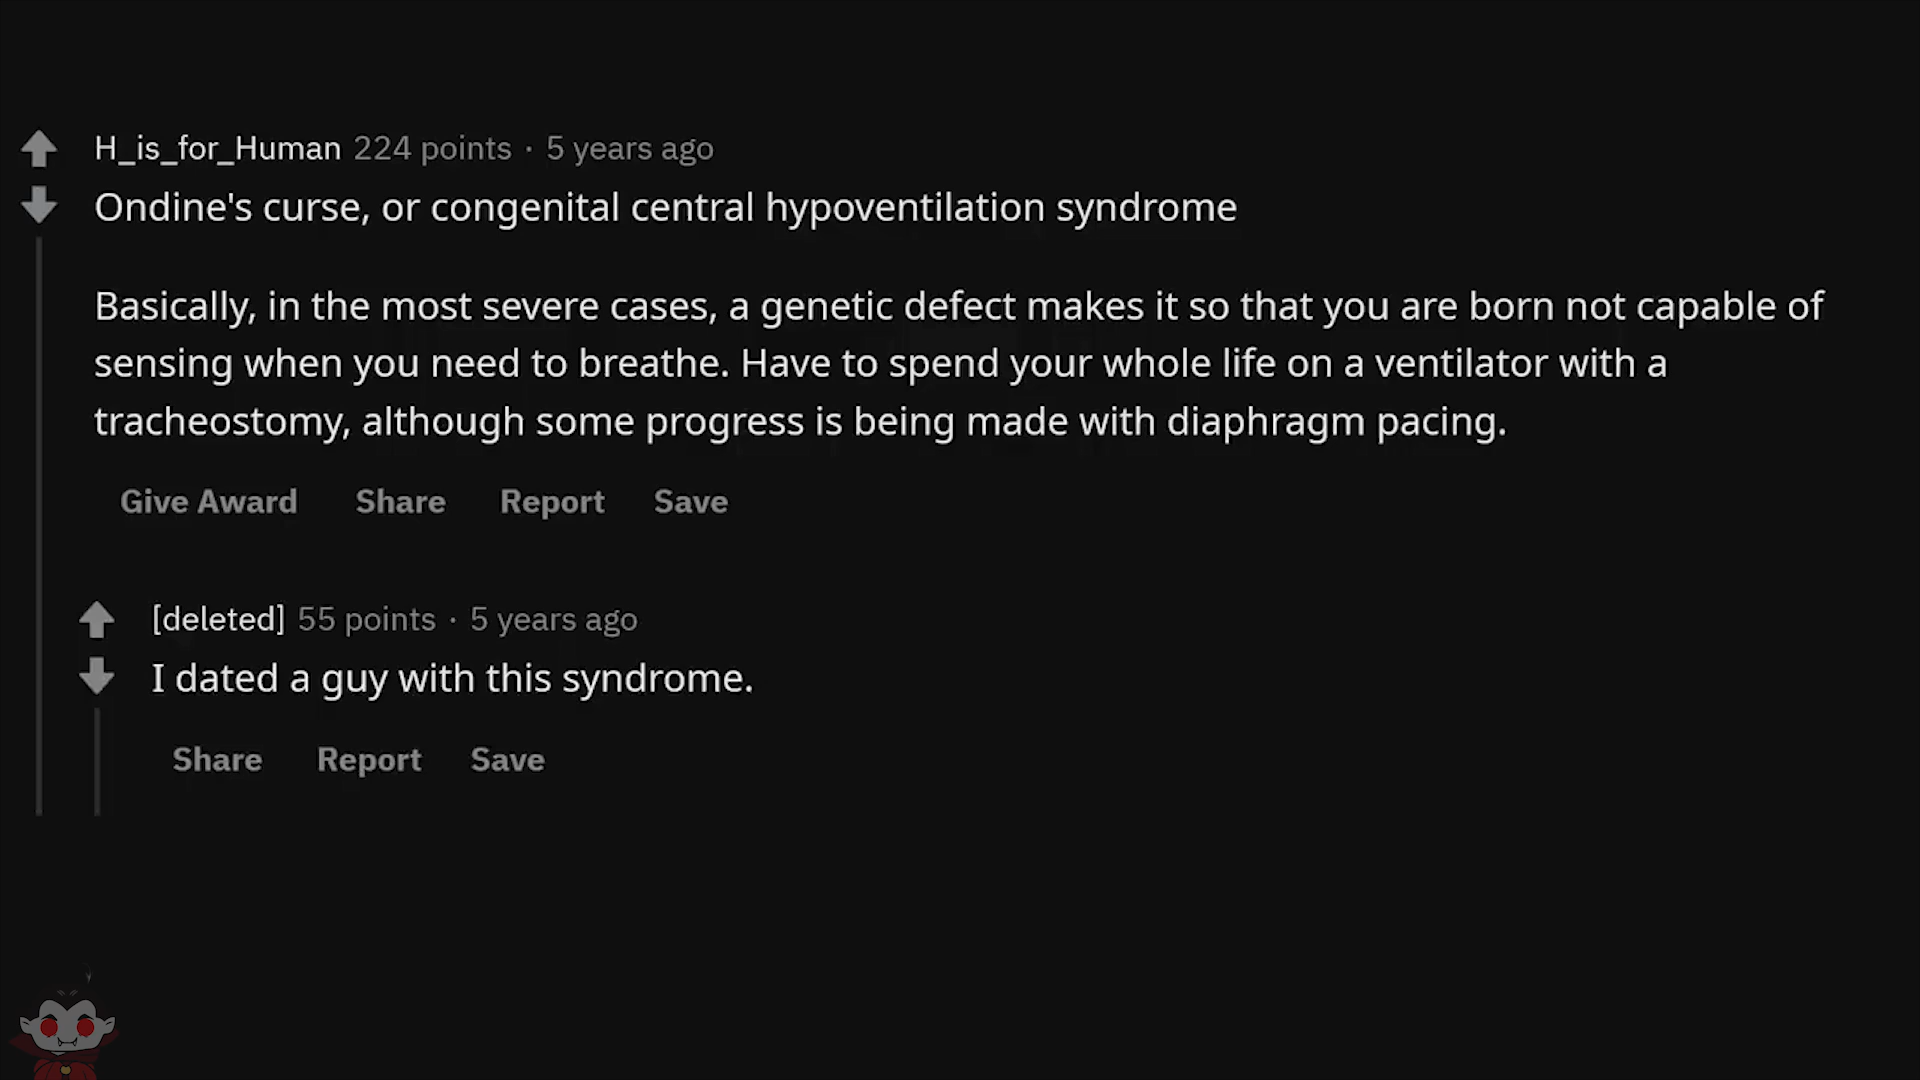 H_is_for_Human 224 points · 5 years ago
Ondine's curse, or congenital central hypoventilation syndrome
Basically, in the most severe cases, a genetic defect makes it so that you are born not capable of
sensing when you need to breathe. Have to spend your whole life on a ventilator with a
tracheostomy, although some progress is being made with diaphragm pacing.
Give Award Share Report Save
[deleted] 55 points · 5 years ago
I dated a guy with this syndrome.
Share Report Save